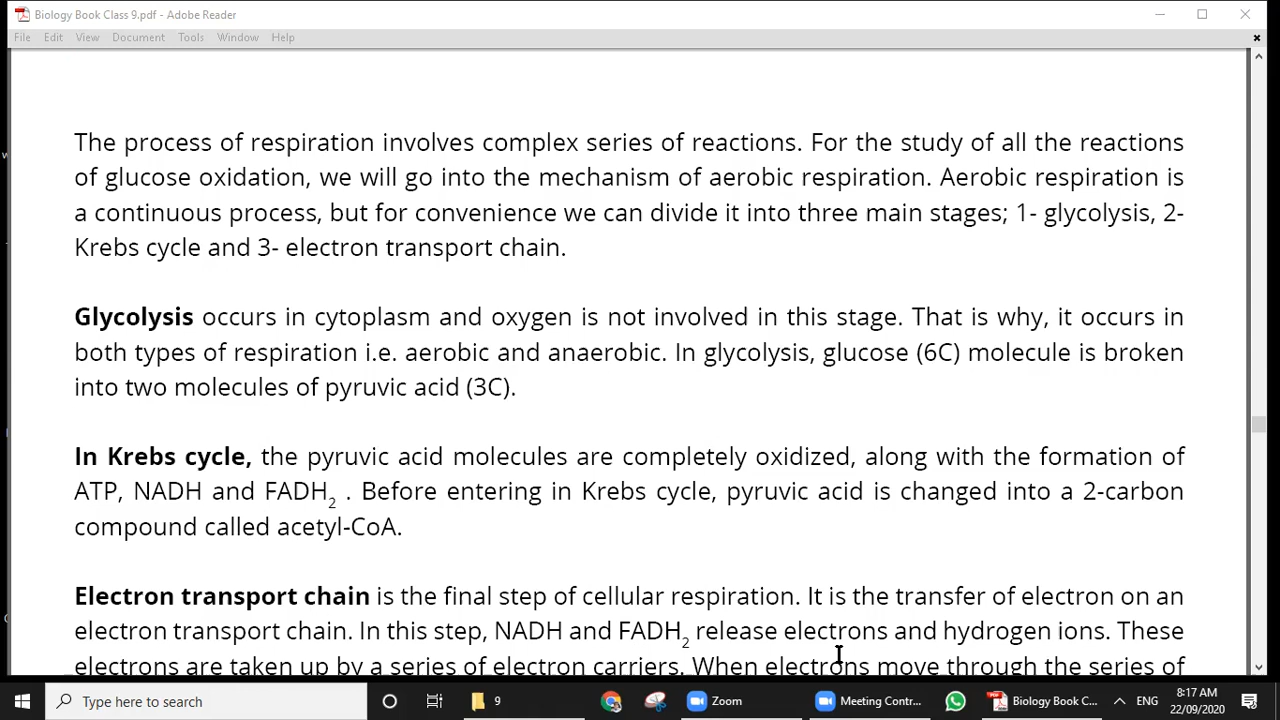 Biology Book Class 9.pdf - Adobe Reader
File Edit View Document Tools Window Help
The process of respiration involves complex series of reactions. For the study of all the reactions
of glucose oxidation, we will go into the mechanism of aerobic respiration. Aerobic respiration is
a continuous process, but for convenience we can divide it into three main stages; 1- glycolysis, 2-
Krebs cycle and 3- electron transport chain.
Glycolysis occurs in cytoplasm and oxygen is not involved in this stage. That is why, it occurs in
both types of respiration i.e. aerobic and anaerobic. In glycolysis, glucose (6C) molecule is broken
into two molecules of pyruvic acid (3C).
In Krebs cycle, the pyruvic acid molecules are completely oxidized, along with the formation of
ATP, NADH and FADH2 . Before entering in Krebs cycle, pyruvic acid is changed into a 2-carbon
compound called acetyl-CoA.
Electron transport chain is the final step of cellular respiration. It is the transfer of electron on an
electron transport chain. In this step, NADH and FADH2 release electrons and hydrogen ions. These
electrons are taken up by a series of electron carriers. When electrons move through the series of
Type here to search 9 Zoom Meeting Contr... Biology Book C... ENG 8:17 AM
22/09/2020